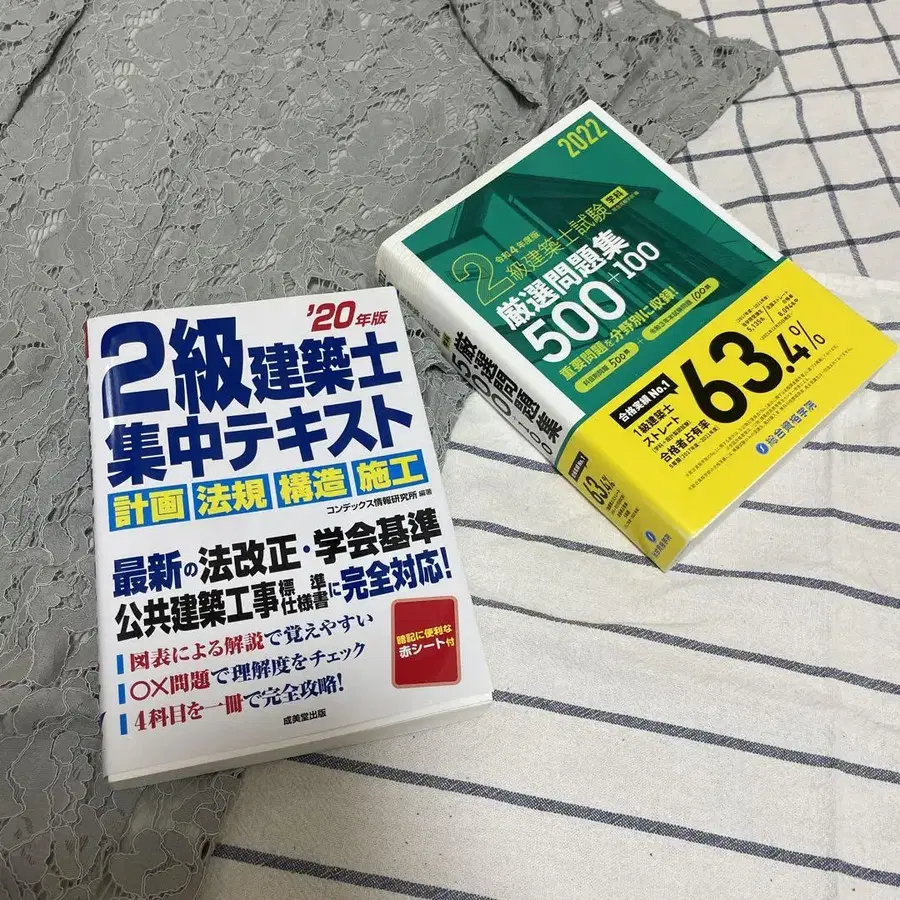 '20年版
2級建築士
集中テキスト
計画 法規 構造 施工
コンデックス情報研究所 編著
最新の法改正・学会基準
公共建築工事標準仕様書に完全対応!
図表による解説で覚えやすい
○×問題で理解度をチェック
4科目を一冊で完全攻略!
暗記に便利な
赤シート付
成美堂出版
2022
令和4年度版
2級建築士試験 学科
厳選問題集
500+100
重要問題を分野別に収録!
合格実績No.1
1級建築士
ストレート
合格者占有率
63.4%
総合資格学院
厳選問題集
500+100
63.4%